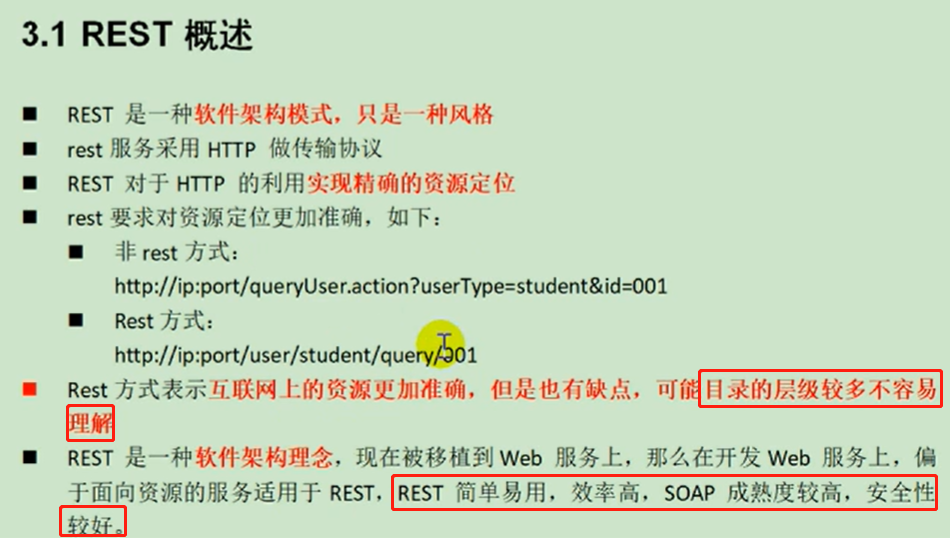 3.1 REST 概述
REST 是一种软件架构模式，只是一种风格
rest 服务采用 HTTP 做传输协议
REST 对于 HTTP 的利用实现精确的资源定位
rest 要求对资源定位更加准确，如下：
非 rest 方式：
http://ip:port/queryUser.action?userType=student&id=001
Rest 方式：
http://ip:port/user/student/query/001
Rest 方式表示互联网上的资源更加准确，但是也有缺点，可能目录的层级较多不容易
理解
REST 是一种软件架构理念，现在被移植到 Web 服务上，那么在开发 Web 服务上，偏
于面向资源的服务适用于 REST，REST 简单易用，效率高，SOAP 成熟度较高，安全性
较好。